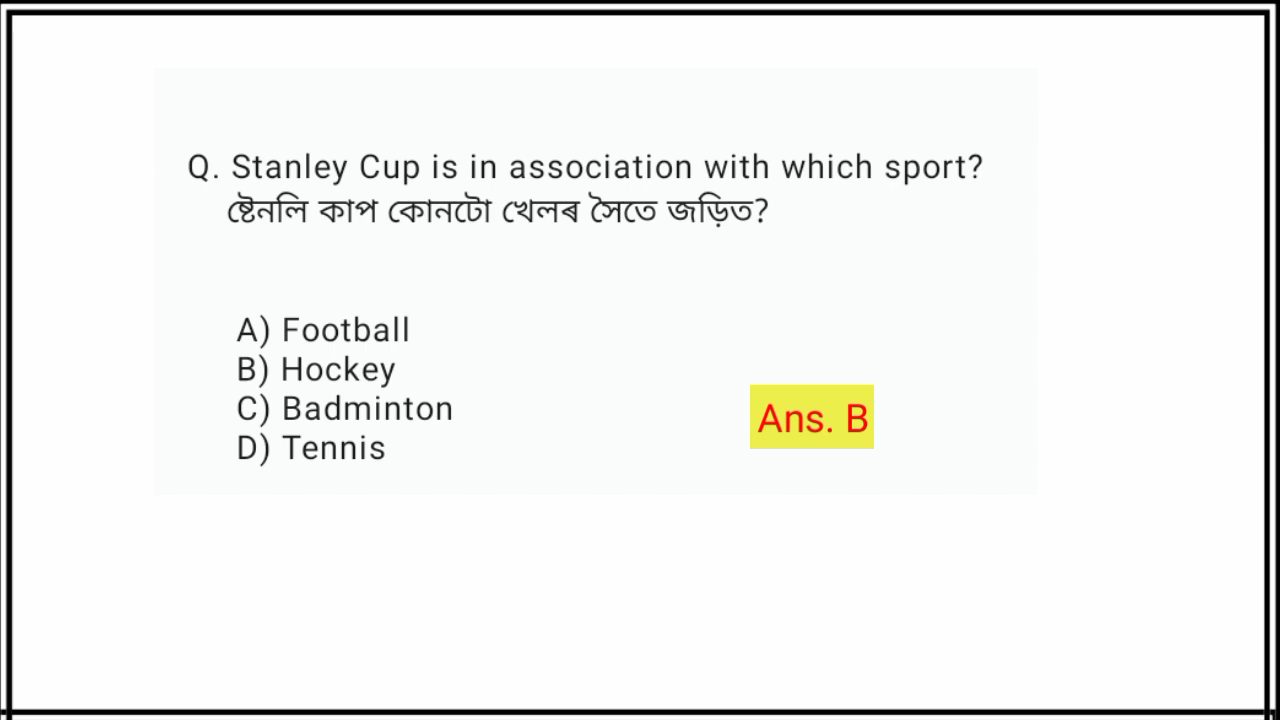 Q. Stanley Cup is in association with which sport?
ষ্টেনলি কাপ কোনটো খেলৰ সৈতে জড়িত?
A) Football
B) Hockey
C) Badminton
D) Tennis
Ans. B